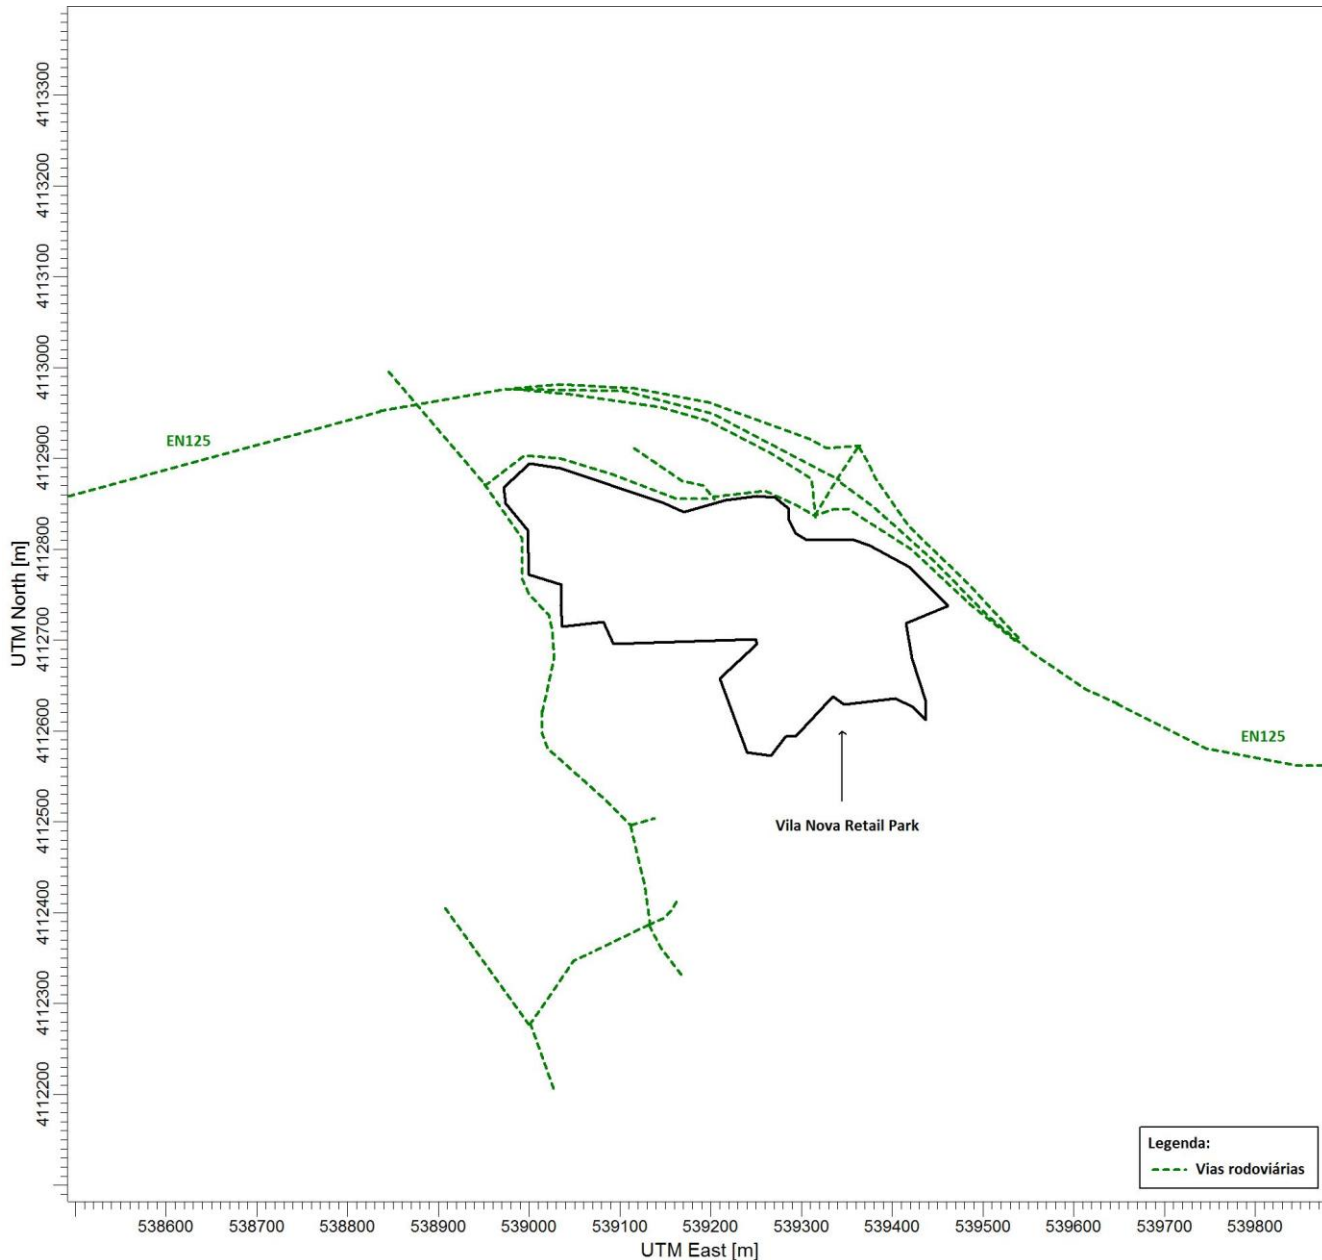 UTM North [m]
4113300
4113200
4113100
4113000
4112900
4112800
4112700
4112600
4112500
4112400
4112300
4112200
EN125
EN125
Vila Nova Retail Park
Legenda:
Vias rodoviárias
538600 538700 538800 538900 539000 539100 539200 539300 539400 539500 539600 539700 539800
UTM East [m]